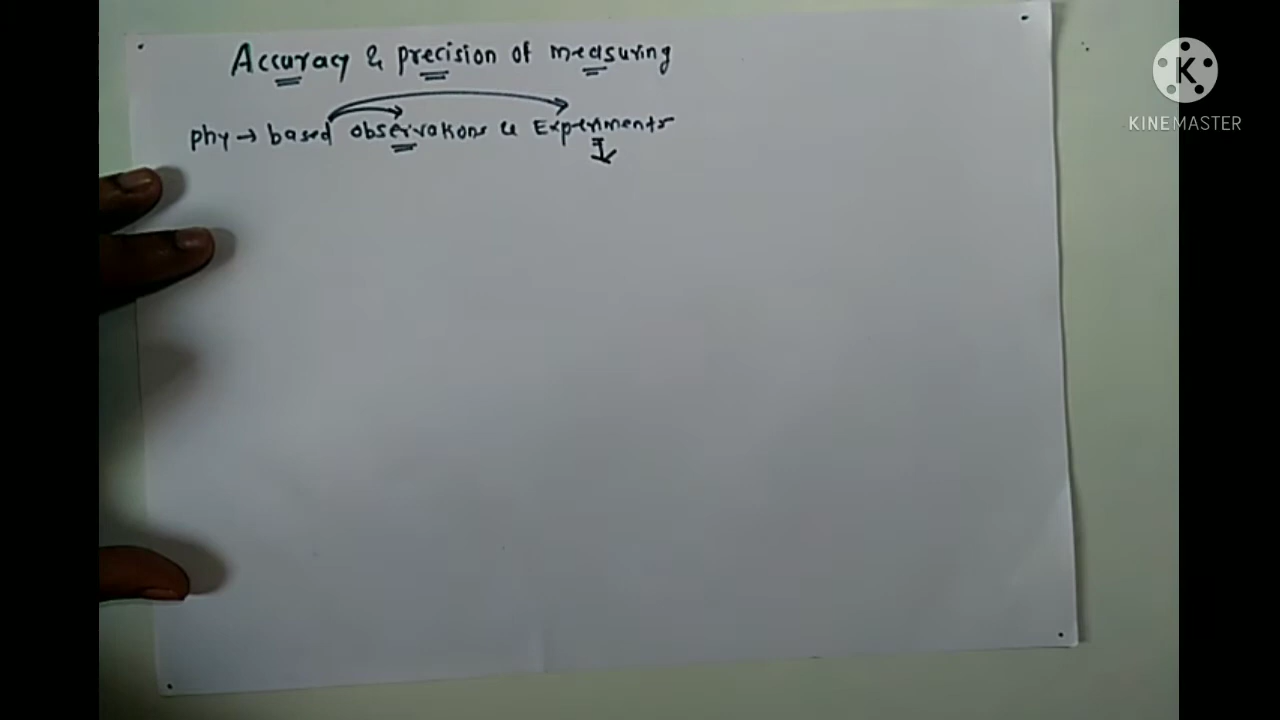 Accuracy & precision of measuring
phy → based observations & Experiments
K
KINEMASTER